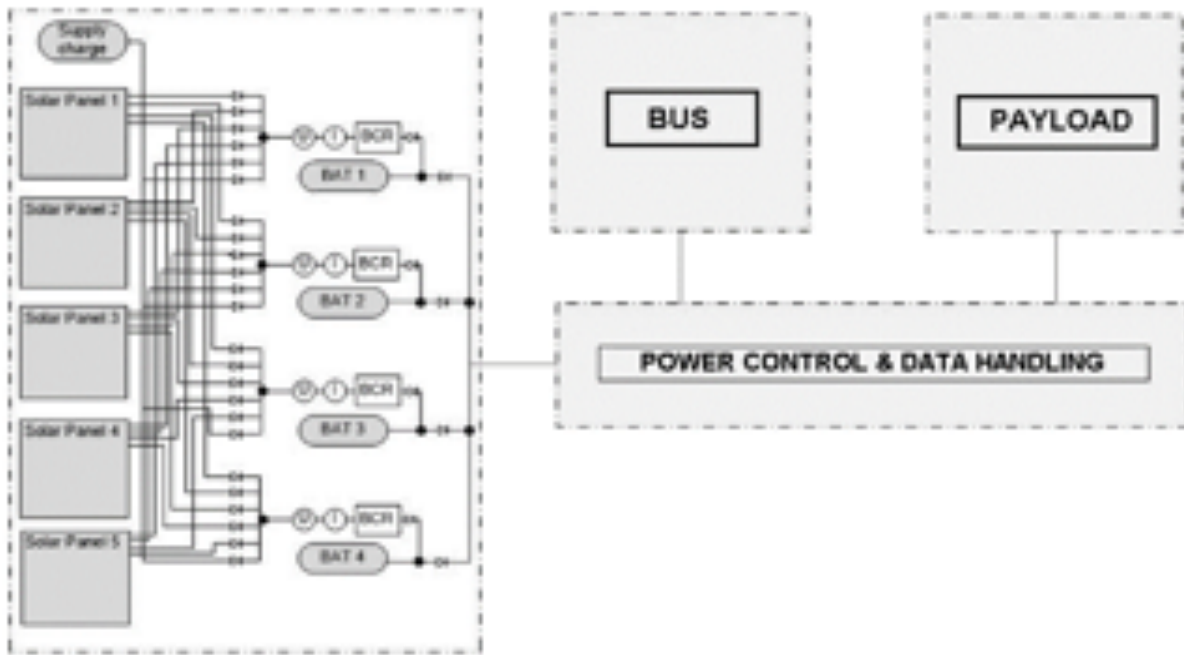 Supply
charge
Solar Panel 1
Solar Panel 2
Solar Panel 3
Solar Panel 4
Solar Panel 5
BCR
BAT 1
BCR
BAT 2
BCR
BAT 3
BCR
BAT 4
BUS
PAYLOAD
POWER CONTROL & DATA HANDLING